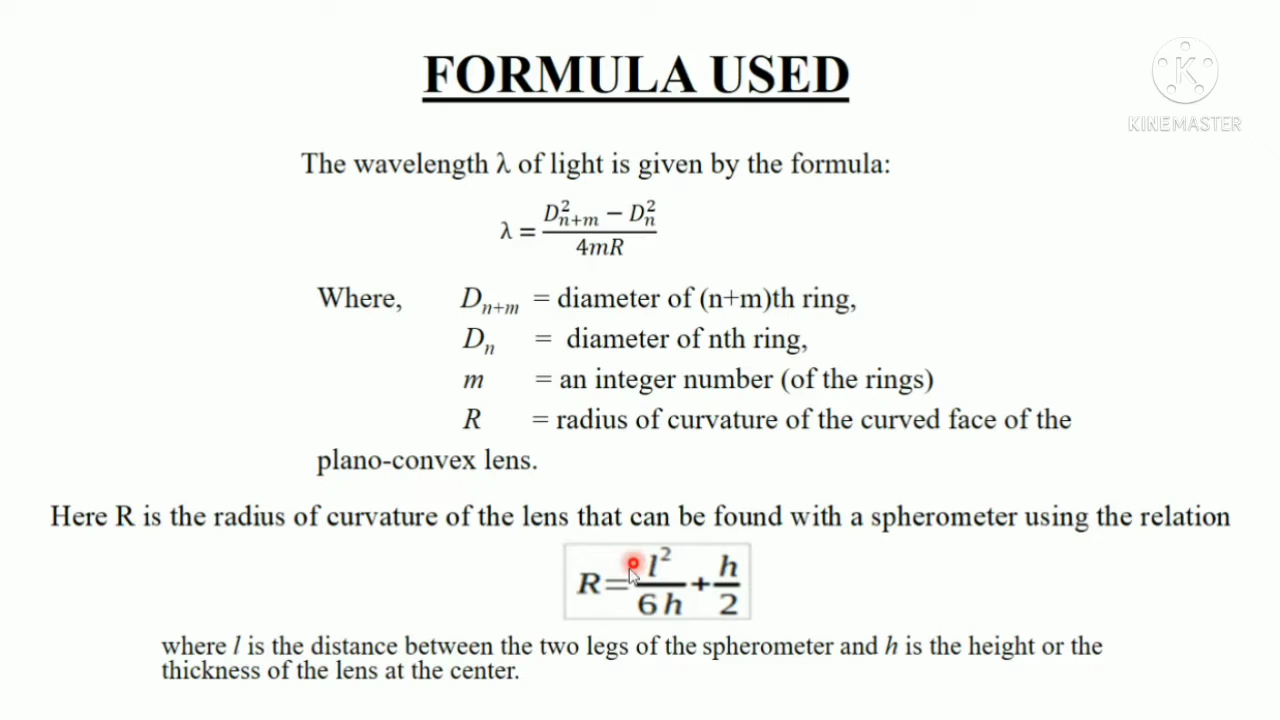 FORMULA USED
K
KINEMASTER
The wavelength λ of light is given by the formula:
λ = (D²ₙ₊ₘ − D²ₙ) / 4mR
Where, Dₙ₊ₘ = diameter of (n+m)th ring,
Dₙ = diameter of nth ring,
m = an integer number (of the rings)
R = radius of curvature of the curved face of the
plano-convex lens.
Here R is the radius of curvature of the lens that can be found with a spherometer using the relation
R = l²/6h + h/2
where l is the distance between the two legs of the spherometer and h is the height or the
thickness of the lens at the center.